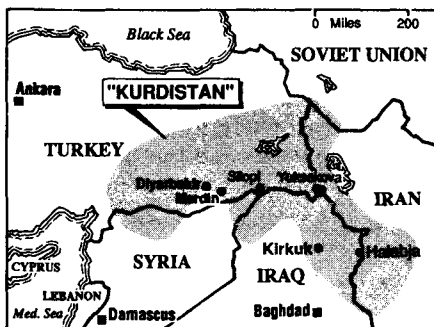 0 Miles 200
Black Sea
SOVIET UNION
Ankara
"KURDISTAN"
TURKEY
Diyarbakir
Mardin
Silopi
Yuksekova
IRAN
CYPRUS
SYRIA
Kirkuk
Halabja
LEBANON
IRAQ
Med. Sea
Damascus
Baghdad